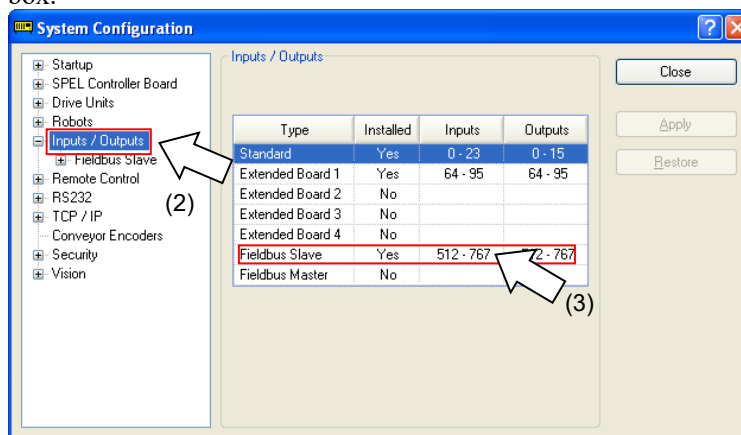 box.
System Configuration
Startup
SPEL Controller Board
Drive Units
Robots
Inputs / Outputs
Fieldbus Slave
Remote Control
RS232
TCP / IP
Conveyor Encoders
Security
Vision
(2)
Inputs / Outputs
Type Installed Inputs Outputs
Standard Yes 0 - 23 0 - 15
Extended Board 1 Yes 64 - 95 64 - 95
Extended Board 2 No
Extended Board 3 No
Extended Board 4 No
Fieldbus Slave Yes 512 - 767 - 767
Fieldbus Master No
(3)
Close
Apply
Restore